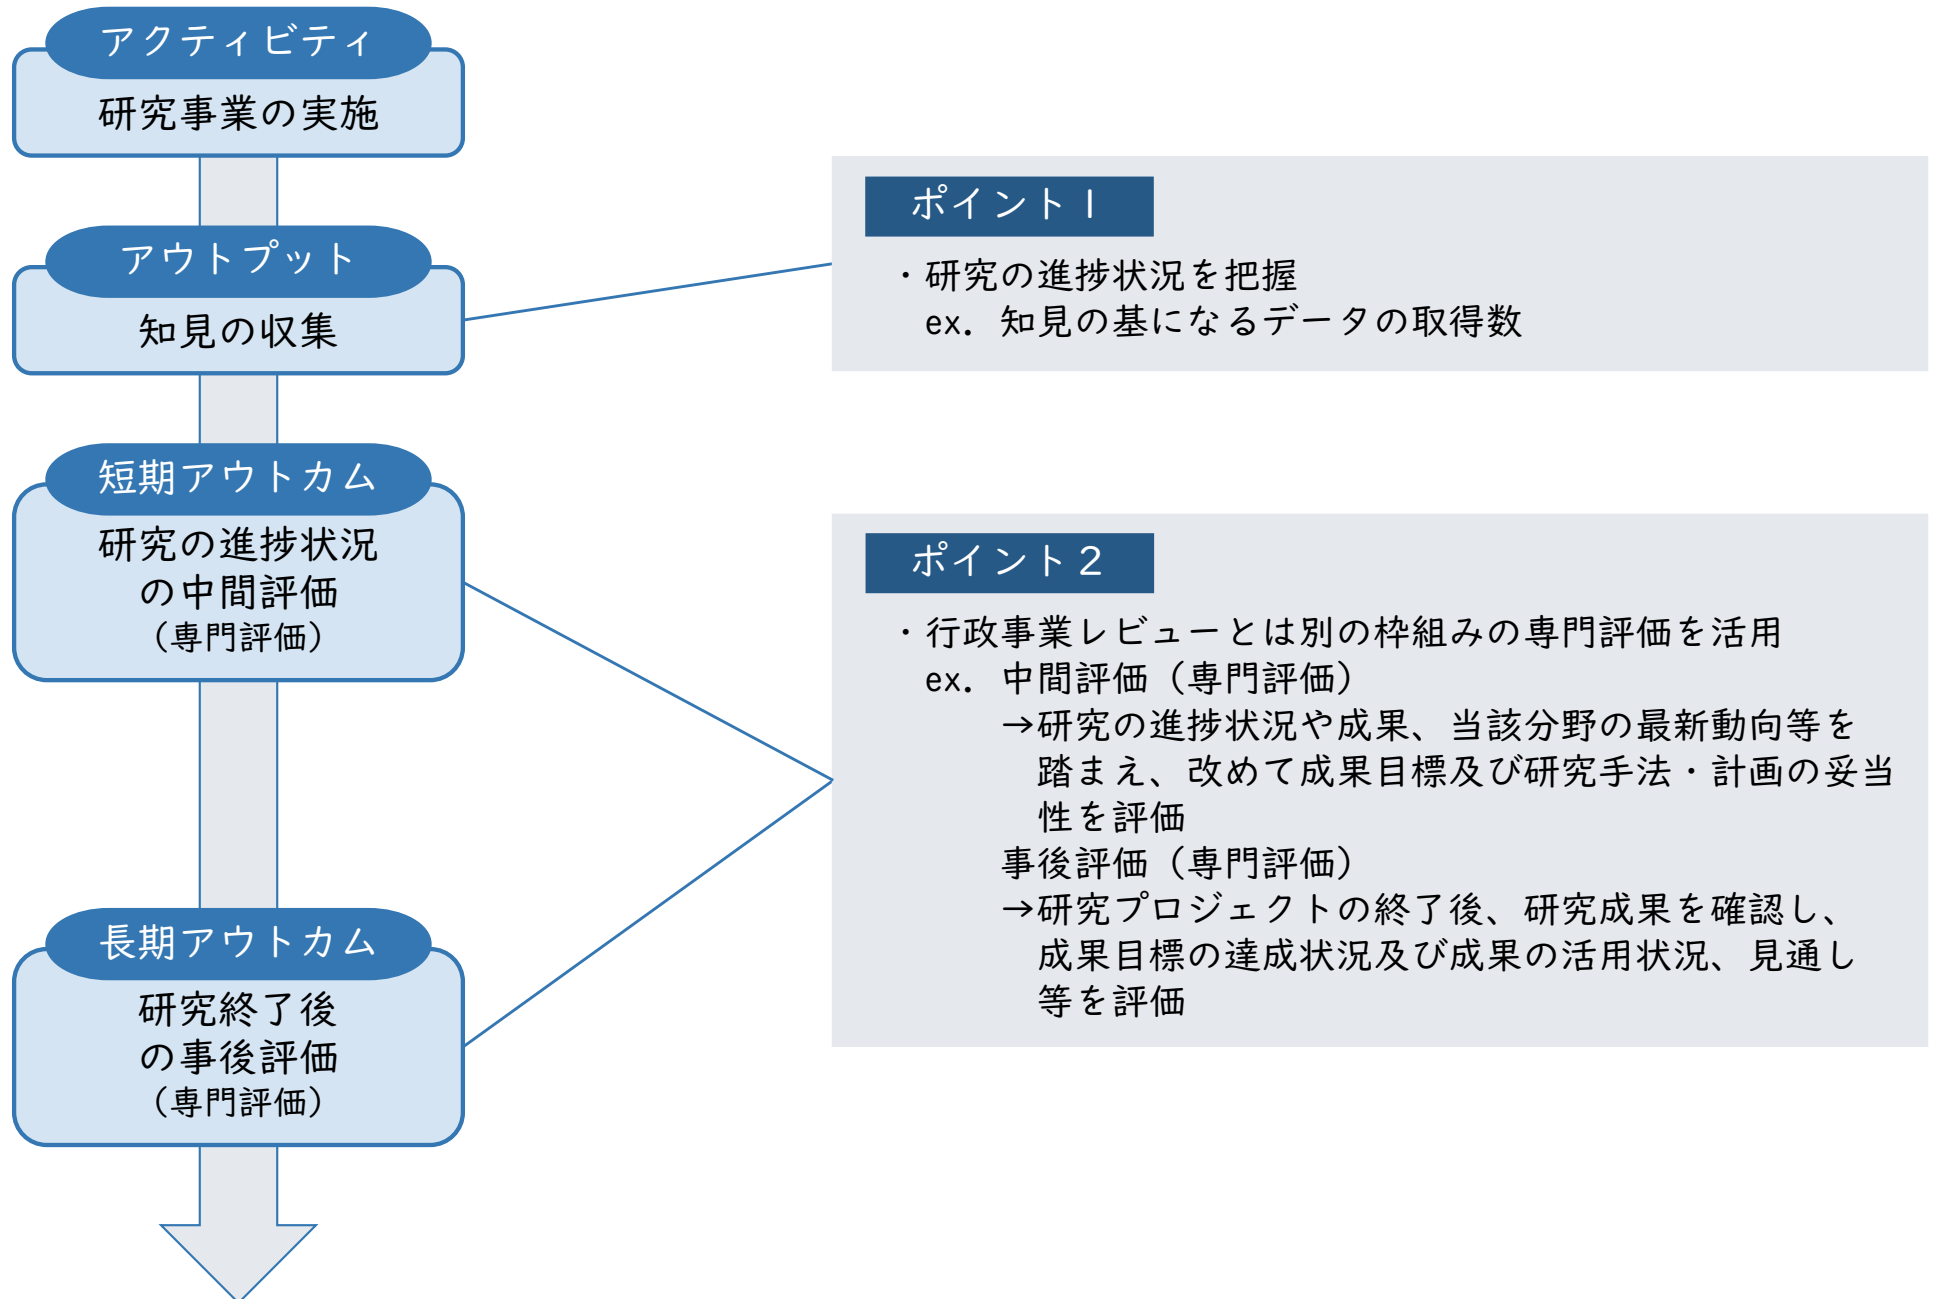 アクティビティ
研究事業の実施
アウトプット
知見の収集
短期アウトカム
研究の進捗状況
の中間評価
（専門評価）
長期アウトカム
研究終了後
の事後評価
（専門評価）
ポイント１
・研究の進捗状況を把握
ex. 知見の基になるデータの取得数
ポイント２
・行政事業レビューとは別の枠組みの専門評価を活用
ex. 中間評価（専門評価）
→研究の進捗状況や成果、当該分野の最新動向等を
踏まえ、改めて成果目標及び研究手法・計画の妥当
性を評価
事後評価（専門評価）
→研究プロジェクトの終了後、研究成果を確認し、
成果目標の達成状況及び成果の活用状況、見通し
等を評価